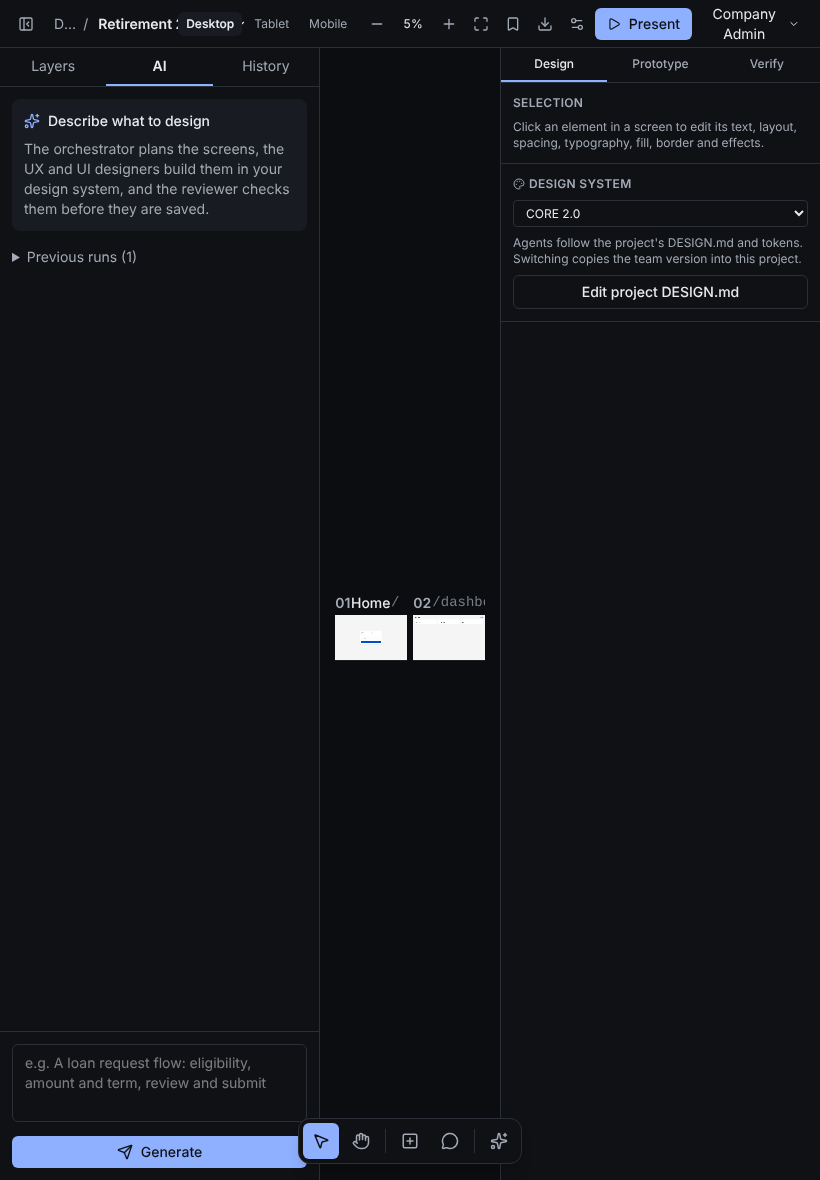 D... / Retirement
Desktop
Tablet
Mobile
5%
Present
Company
Admin
Layers
AI
History
Describe what to design
The orchestrator plans the screens, the
UX and UI designers build them in your
design system, and the reviewer checks
them before they are saved.
Previous runs (1)
01Home/
02/dashb
Design
Prototype
Verify
SELECTION
Click an element in a screen to edit its text, layout,
spacing, typography, fill, border and effects.
DESIGN SYSTEM
CORE 2.0
Agents follow the project's DESIGN.md and tokens.
Switching copies the team version into this project.
Edit project DESIGN.md
e.g. A loan request flow: eligibility,
amount and term, review and submit
Generate